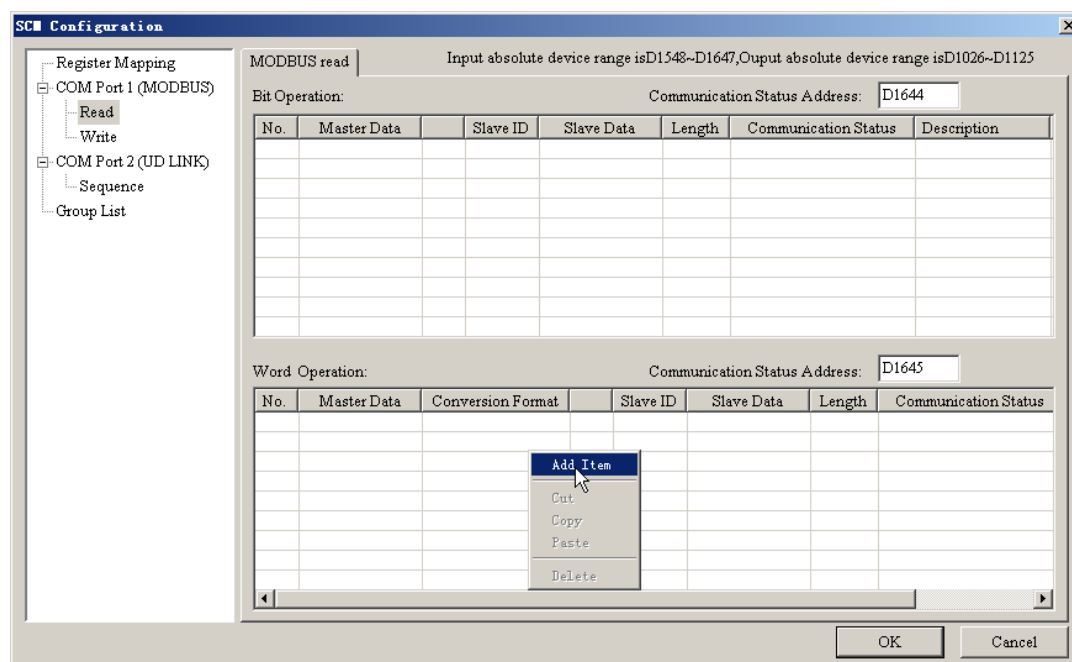 SCM Configuration
Register Mapping
COM Port 1 (MODBUS)
Read
Write
COM Port 2 (UD LINK)
Sequence
Group List
MODBUS read
Input absolute device range isD1548~D1647,Ouput absolute device range isD1026~D1125
Bit Operation:
Communication Status Address: D1644
No. Master Data Slave ID Slave Data Length Communication Status Description
Word Operation:
Communication Status Address: D1645
No. Master Data Conversion Format Slave ID Slave Data Length Communication Status
Add Item
Cut
Copy
Paste
Delete
OK Cancel